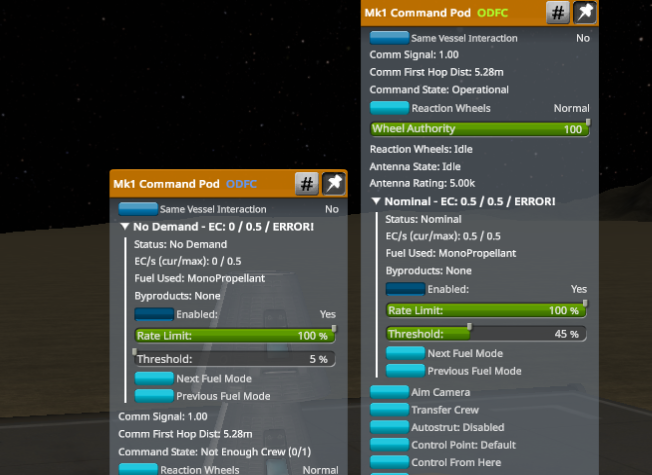 Mk1 Command Pod ODFC #
Same Vessel Interaction No
▼ No Demand - EC: 0 / 0.5 / ERROR!
Status: No Demand
EC/s (cur/max): 0 / 0.5
Fuel Used: MonoPropellant
Byproducts: None
Enabled: Yes
Rate Limit: 100 %
Threshold: 5 %
Next Fuel Mode
Previous Fuel Mode
Comm Signal: 1.00
Comm First Hop Dist: 5.28m
Command State: Not Enough Crew (0/1)
Reaction Wheels Normal
Mk1 Command Pod ODFC #
Same Vessel Interaction No
Comm Signal: 1.00
Comm First Hop Dist: 5.28m
Command State: Operational
Reaction Wheels Normal
Wheel Authority 100
Reaction Wheels: Idle
Antenna State: Idle
Antenna Rating: 5.00k
▼ Nominal - EC: 0.5 / 0.5 / ERROR!
Status: Nominal
EC/s (cur/max): 0.5 / 0.5
Fuel Used: MonoPropellant
Byproducts: None
Enabled: Yes
Rate Limit: 100 %
Threshold: 45 %
Next Fuel Mode
Previous Fuel Mode
Aim Camera
Transfer Crew
Autostrut: Disabled
Control Point: Default
Control From Here